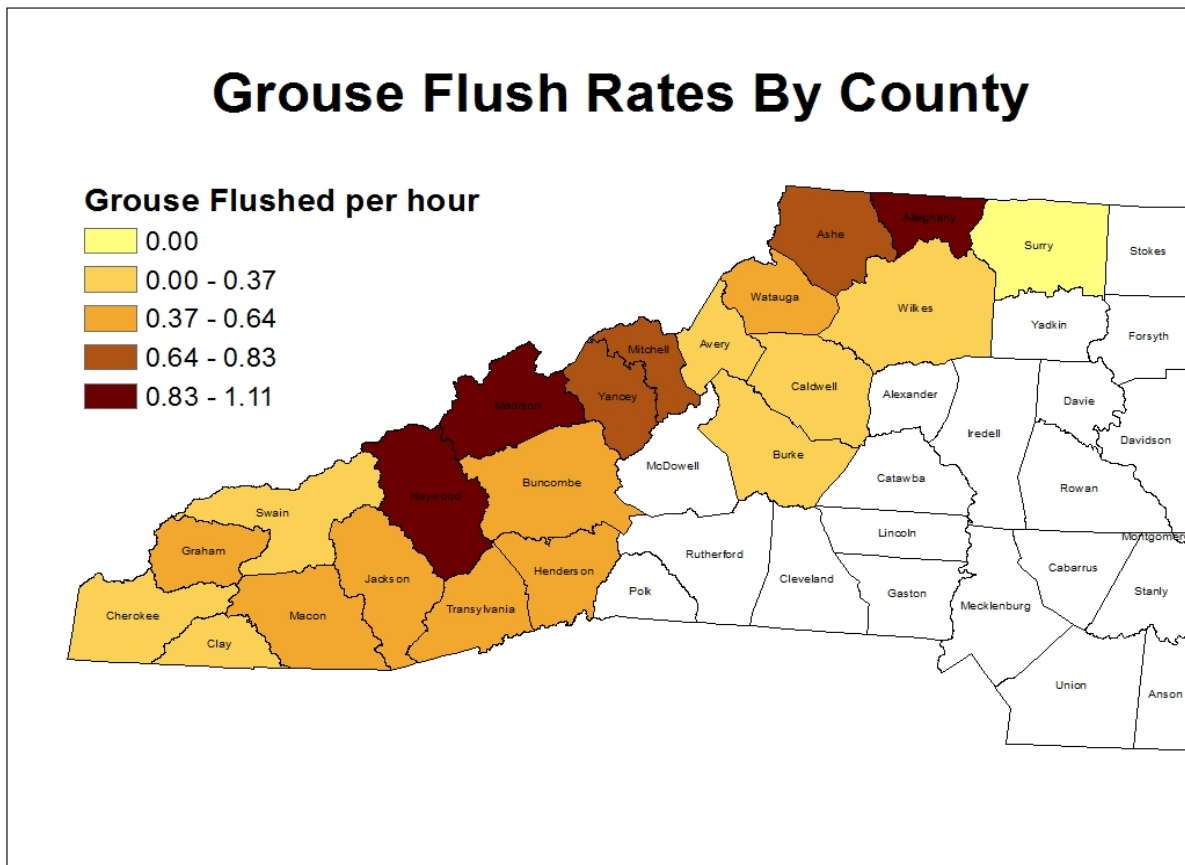 Grouse Flush Rates By County
Grouse Flushed per hour
0.00
0.00 - 0.37
0.37 - 0.64
0.64 - 0.83
0.83 - 1.11
Alleghany
Ashe
Surry
Stokes
Watauga
Wilkes
Yadkin
Forsyth
Mitchell
Avery
Caldwell
Alexander
Davie
Madison
Yancey
Iredell
Davidson
McDowell
Burke
Catawba
Rowan
Buncombe
Haywood
Swain
Lincoln
Montgomery
Graham
Rutherford
Henderson
Jackson
Cleveland
Cabarrus
Polk
Gaston
Stanly
Mecklenburg
Transylvania
Cherokee
Macon
Clay
Union
Anson